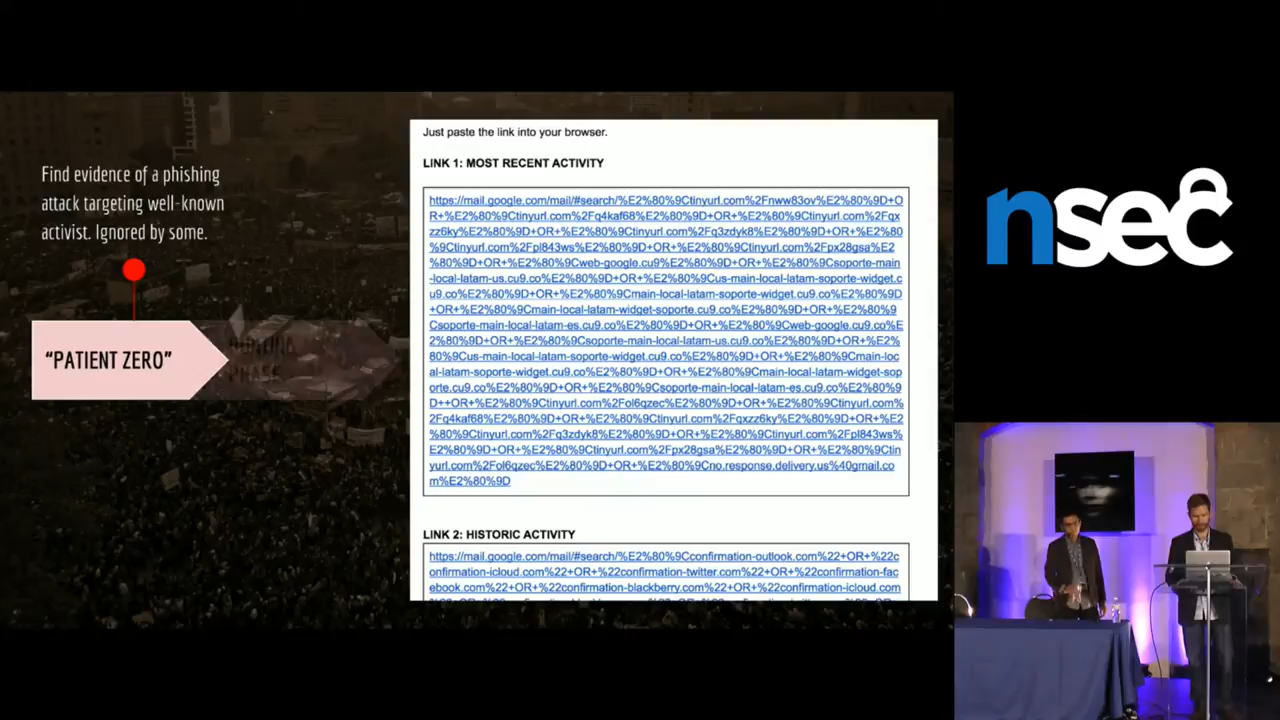 Find evidence of a phishing
attack targeting well-known
activist. Ignored by some.
"PATIENT ZERO"
Just paste the link into your browser.
LINK 1: MOST RECENT ACTIVITY
https://mail.google.com/mail/#search/%E2%80%9Ctinyurl.com%2Fnww83ov%E2%80%9D+O
R+%E2%80%9Ctinyurl.com%2Fq4kaf68%E2%80%9D+OR+%E2%80%9Ctinyurl.com%2Fqx
zz6ky%E2%80%9D+OR+%E2%80%9Ctinyurl.com%2Fq3zdyk8%E2%80%9D+OR+%E2%80
%9Ctinyurl.com%2Fpl843ws%E2%80%9D+OR+%E2%80%9Ctinyurl.com%2Fpx28gsa%E2
%80%9D+OR+%E2%80%9Cweb-google.cu9%E2%80%9D+OR+%E2%80%9Csoporte-main
-local-latam-us.cu9.co%E2%80%9D+OR+%E2%80%9Cus-main-local-latam-soporte-widget.c
u9.co%E2%80%9D+OR+%E2%80%9Cmain-local-latam-soporte-widget.cu9.co%E2%80%9D
+OR+%E2%80%9Cmain-local-latam-widget-soporte.cu9.co%E2%80%9D+OR+%E2%80%9
Csoporte-main-local-latam-es.cu9.co%E2%80%9D+OR+%E2%80%9Cweb-google.cu9.co%E
2%80%9D+OR+%E2%80%9Csoporte-main-local-latam-us.cu9.co%E2%80%9D+OR+%E2%80
%9Cus-main-local-latam-soporte-widget.cu9.co%E2%80%9D+OR+%E2%80%9Cmain-loc
al-latam-soporte-widget.cu9.co%E2%80%9D+OR+%E2%80%9Cmain-local-latam-widget-sop
orte.cu9.co%E2%80%9D+OR+%E2%80%9Csoporte-main-local-latam-es.cu9.co%E2%80%9
D++OR+%E2%80%9Ctinyurl.com%2Fol6qzec%E2%80%9D+OR+%E2%80%9Ctinyurl.com%
2Fq4kaf68%E2%80%9D+OR+%E2%80%9Ctinyurl.com%2Fqxzz6ky%E2%80%9D+OR+%E2
%80%9Ctinyurl.com%2Fq3zdyk8%E2%80%9D+OR+%E2%80%9Ctinyurl.com%2Fpl843ws%
E2%80%9D+OR+%E2%80%9Ctinyurl.com%2Fpx28gsa%E2%80%9D+OR+%E2%80%9Ctin
yurl.com%2Fol6qzec%E2%80%9D+OR+%E2%80%9Cno.response.delivery.us%40gmail.co
m%E2%80%9D
LINK 2: HISTORIC ACTIVITY
https://mail.google.com/mail/#search/%E2%80%9Cconfirmation-outlook.com%22+OR+%22c
onfirmation-icloud.com%22+OR+%22confirmation-twitter.com%22+OR+%22confirmation-fac
ebook.com%22+OR+%22confirmation-blackberry.com%22+OR+%22confirmation-icloud.com
nsec